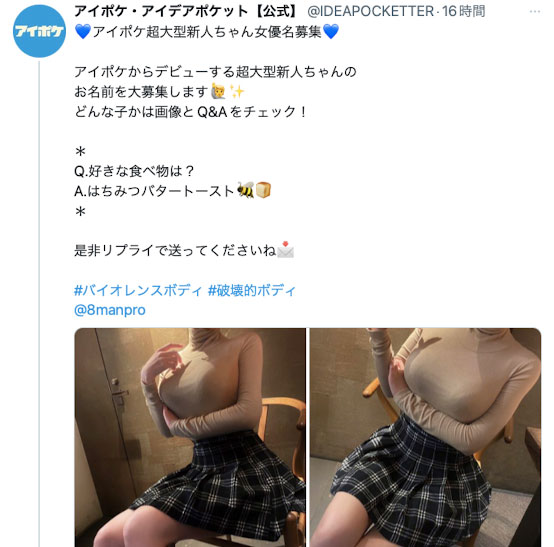 アイポケ
アイポケ・アイデアポケット【公式】 @IDEAPOCKETTER・16時間
💙アイポケ超大型新人ちゃん女優名募集💙
アイポケからデビューする超大型新人ちゃんの
お名前を大募集します🙋✨
どんな子かは画像とQ&Aをチェック！
＊
Q.好きな食べ物は？
A.はちみつバタートースト🐝🍞
＊
是非リプライで送ってくださいね📩
#バイオレンスボディ #破壊的ボディ
@8manpro